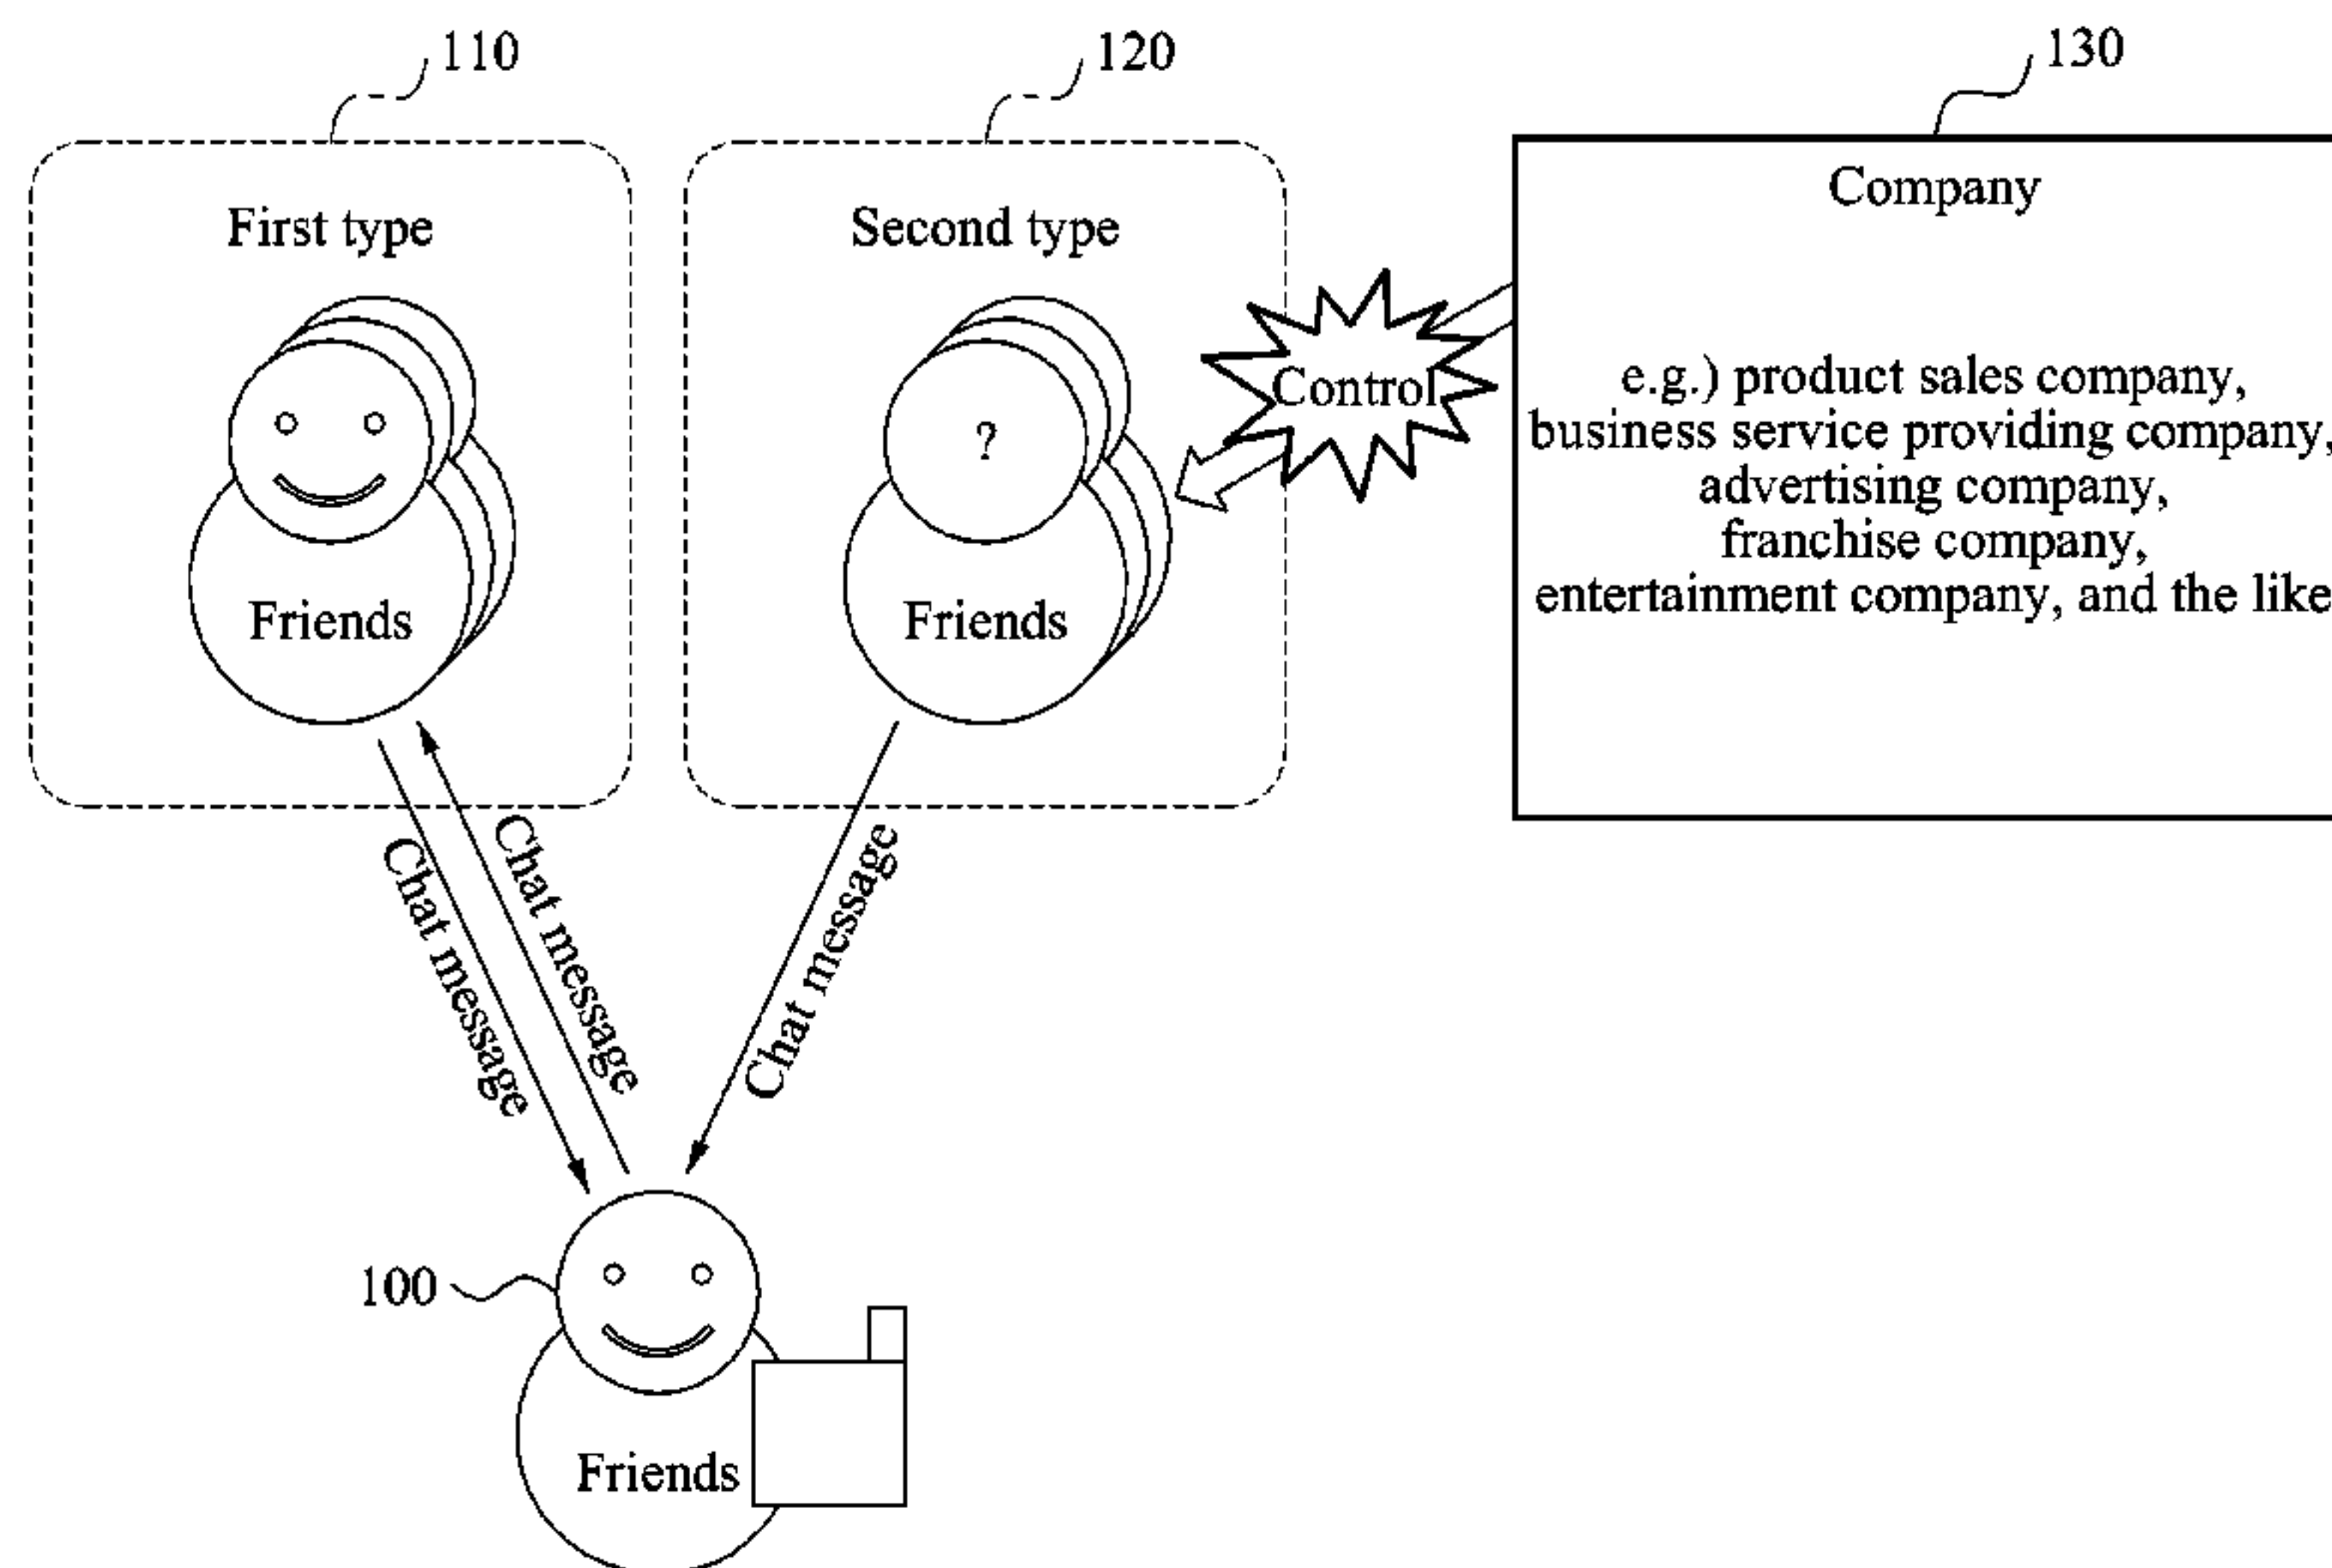 110
120
130
First type
Second type
Company
Control
e.g.) product sales company,
business service providing company,
advertising company,
franchise company,
entertainment company, and the like
?
Friends
Friends
Chat message
Chat message
Chat message
100
Friends